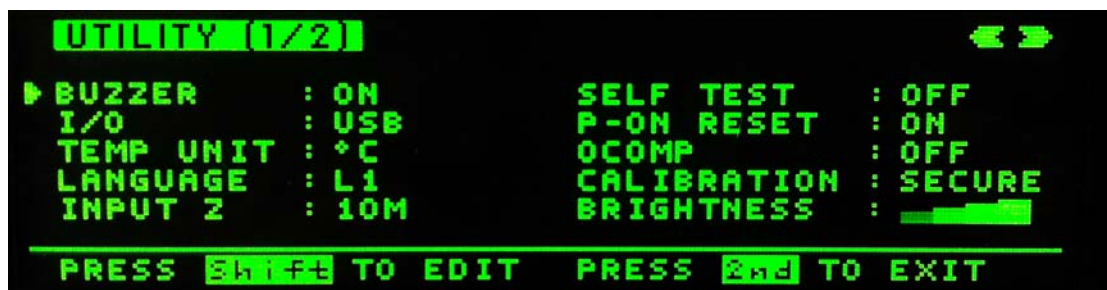 UTILITY (1/2)
BUZZER : ON SELF TEST : OFF
I/O : USB P-ON RESET : ON
TEMP UNIT : °C OCOMP : OFF
LANGUAGE : L1 CALIBRATION : SECURE
INPUT Z : 10M BRIGHTNESS :
PRESS Shift TO EDIT PRESS 2nd TO EXIT